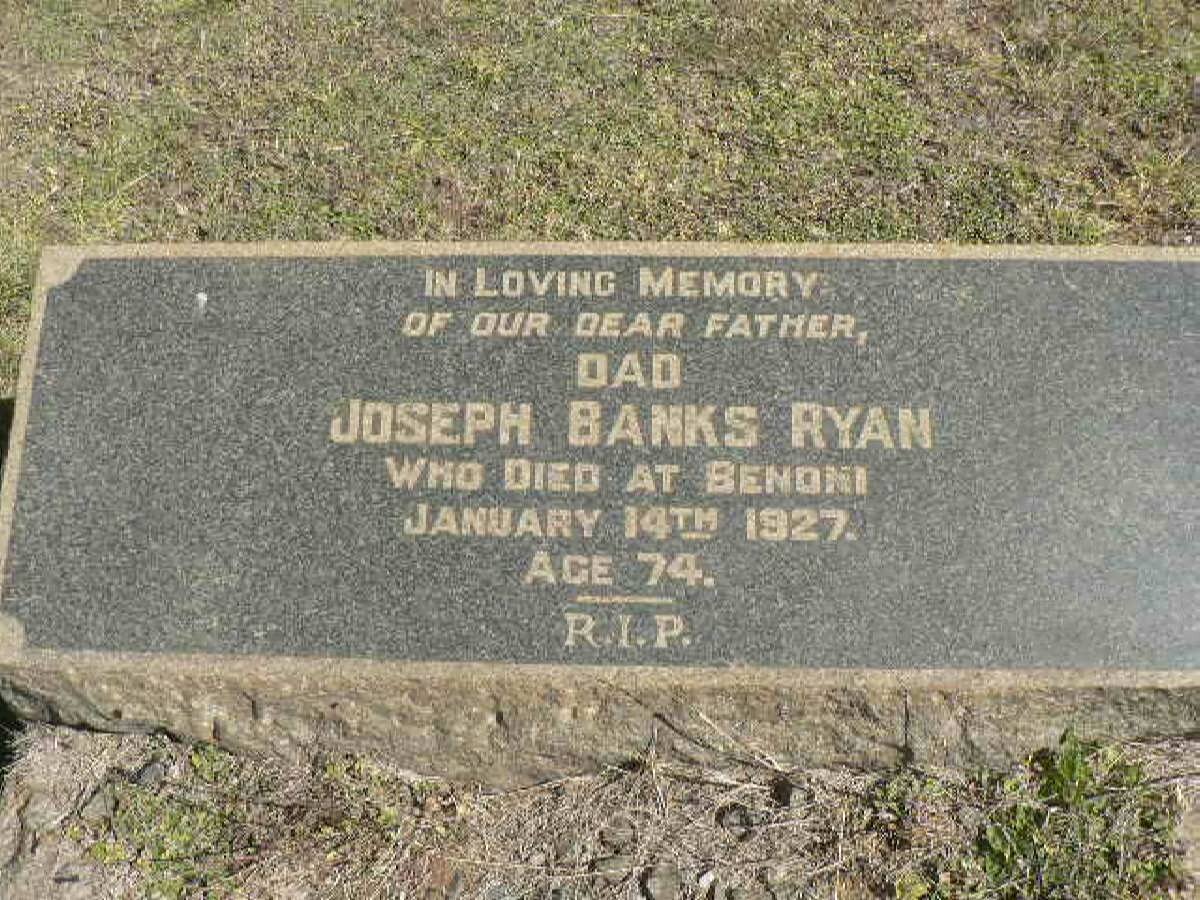 In Loving Memory
OF OUR DEAR FATHER,
DAD
Joseph Banks Ryan
Who Died at Benoni
January 14th 1927.
Age 74.
R.I.P.